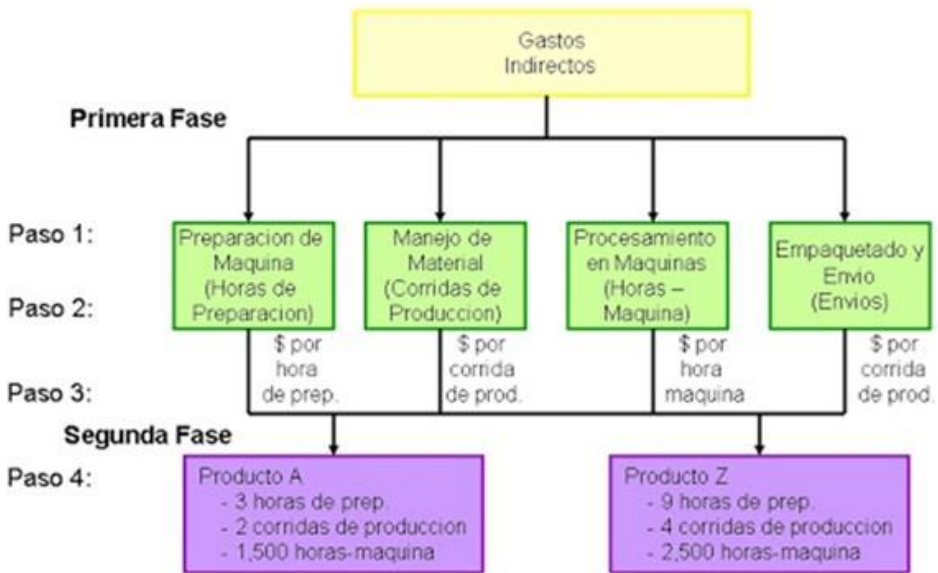 Gastos
Indirectos
Primera Fase
Paso 1:
Preparacion de
Maquina
(Horas de
Preparacion)
Manejo de
Material
(Corridas de
Produccion)
Procesamiento
en Maquinas
(Horas –
Maquina)
Empaquetado y
Envio
(Envios)
Paso 2:
$ por
hora
de prep.
$ por
corrida
de prod.
$ por
hora
maquina
$ por
corrida
de prod.
Paso 3:
Segunda Fase
Paso 4:
Producto A
- 3 horas de prep.
- 2 corridas de produccion
- 1,500 horas-maquina
Producto Z
- 9 horas de prep.
- 4 corridas de produccion
- 2,500 horas-maquina